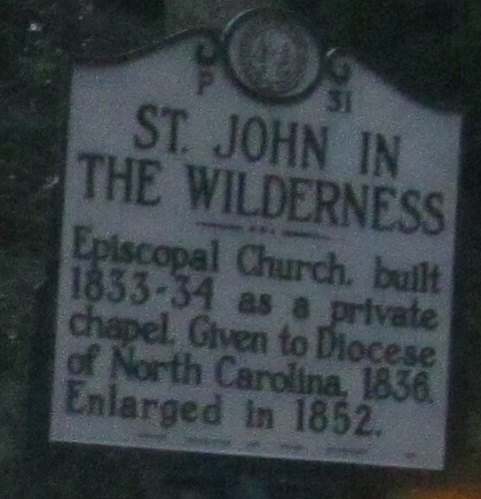 P 31
ST. JOHN IN
THE WILDERNESS
Episcopal Church, built
1833-34 as a private
chapel. Given to Diocese
of North Carolina, 1836.
Enlarged in 1852.